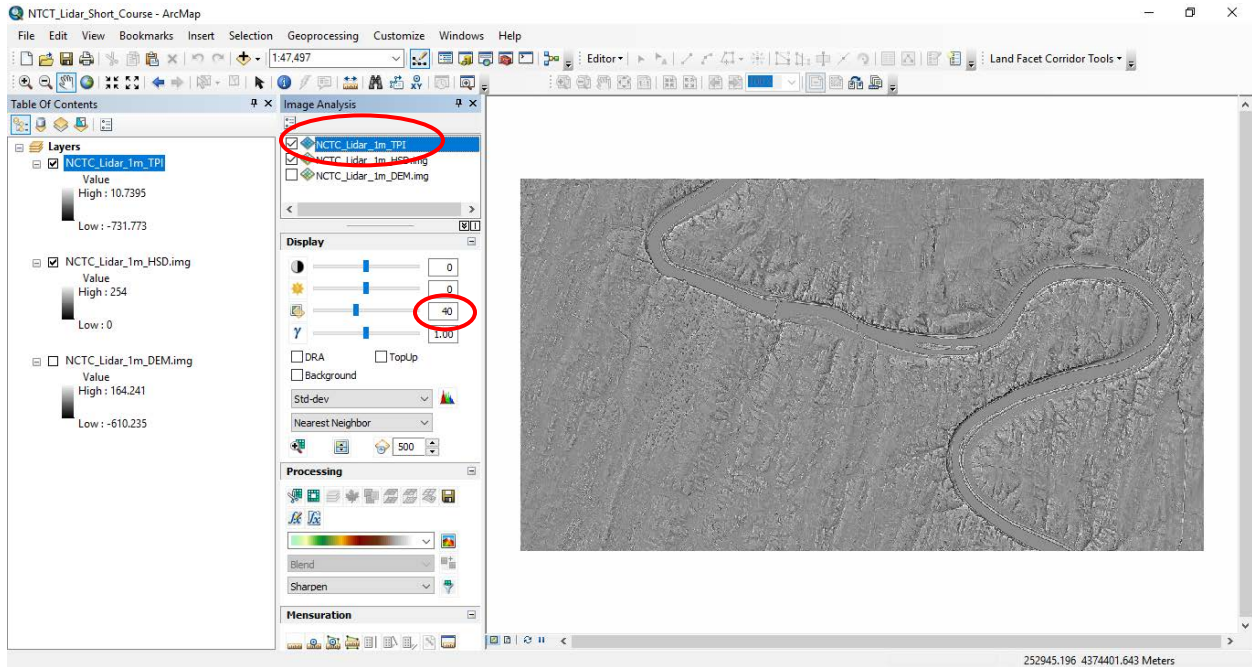 NTCT_Lidar_Short_Course - ArcMap
File Edit View Bookmarks Insert Selection Geoprocessing Customize Windows Help
1:47,497
Editor
Land Facet Corridor Tools
Table Of Contents
Layers
NCTC_Lidar_1m_TPI
Value
High : 10.7395
Low : -731.773
NCTC_Lidar_1m_HSD.img
Value
High : 254
Low : 0
NCTC_Lidar_1m_DEM.img
Value
High : 164.241
Low : -610.235
Image Analysis
NCTC_Lidar_1m_TPI
NCTC_Lidar_1m_HSD.img
NCTC_Lidar_1m_DEM.img
Display
0
0
40
γ 1.00
DRA TopUp
Background
Std-dev
Nearest Neighbor
500
Processing
Blend
Sharpen
Mensuration
252945.196 4374401.643 Meters